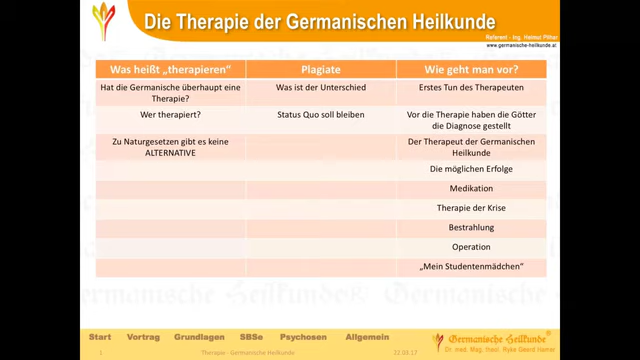 Die Therapie der Germanischen Heilkunde
Referent - Ing. Helmut Pilhar
www.germanische-heilkunde.at
Was heißt „therapieren“
Plagiate
Wie geht man vor?
Hat die Germanische überhaupt eine
Therapie?
Was ist der Unterschied
Erstes Tun des Therapeuten
Wer therapiert?
Status Quo soll bleiben
Vor die Therapie haben die Götter
die Diagnose gestellt
Zu Naturgesetzen gibt es keine
ALTERNATIVE
Der Therapeut der Germanischen
Heilkunde
Die möglichen Erfolge
Medikation
Therapie der Krise
Bestrahlung
Operation
„Mein Studentenmädchen“
Germanische Heilkunde®
Start
Vortrag
Grundlagen
SBSe
Psychosen
Allgemein
Germanische Heilkunde®
Dr. med. Mag. theol. Ryke Geerd Hamer
1
Therapie - Germanische Heilkunde
22.03.17